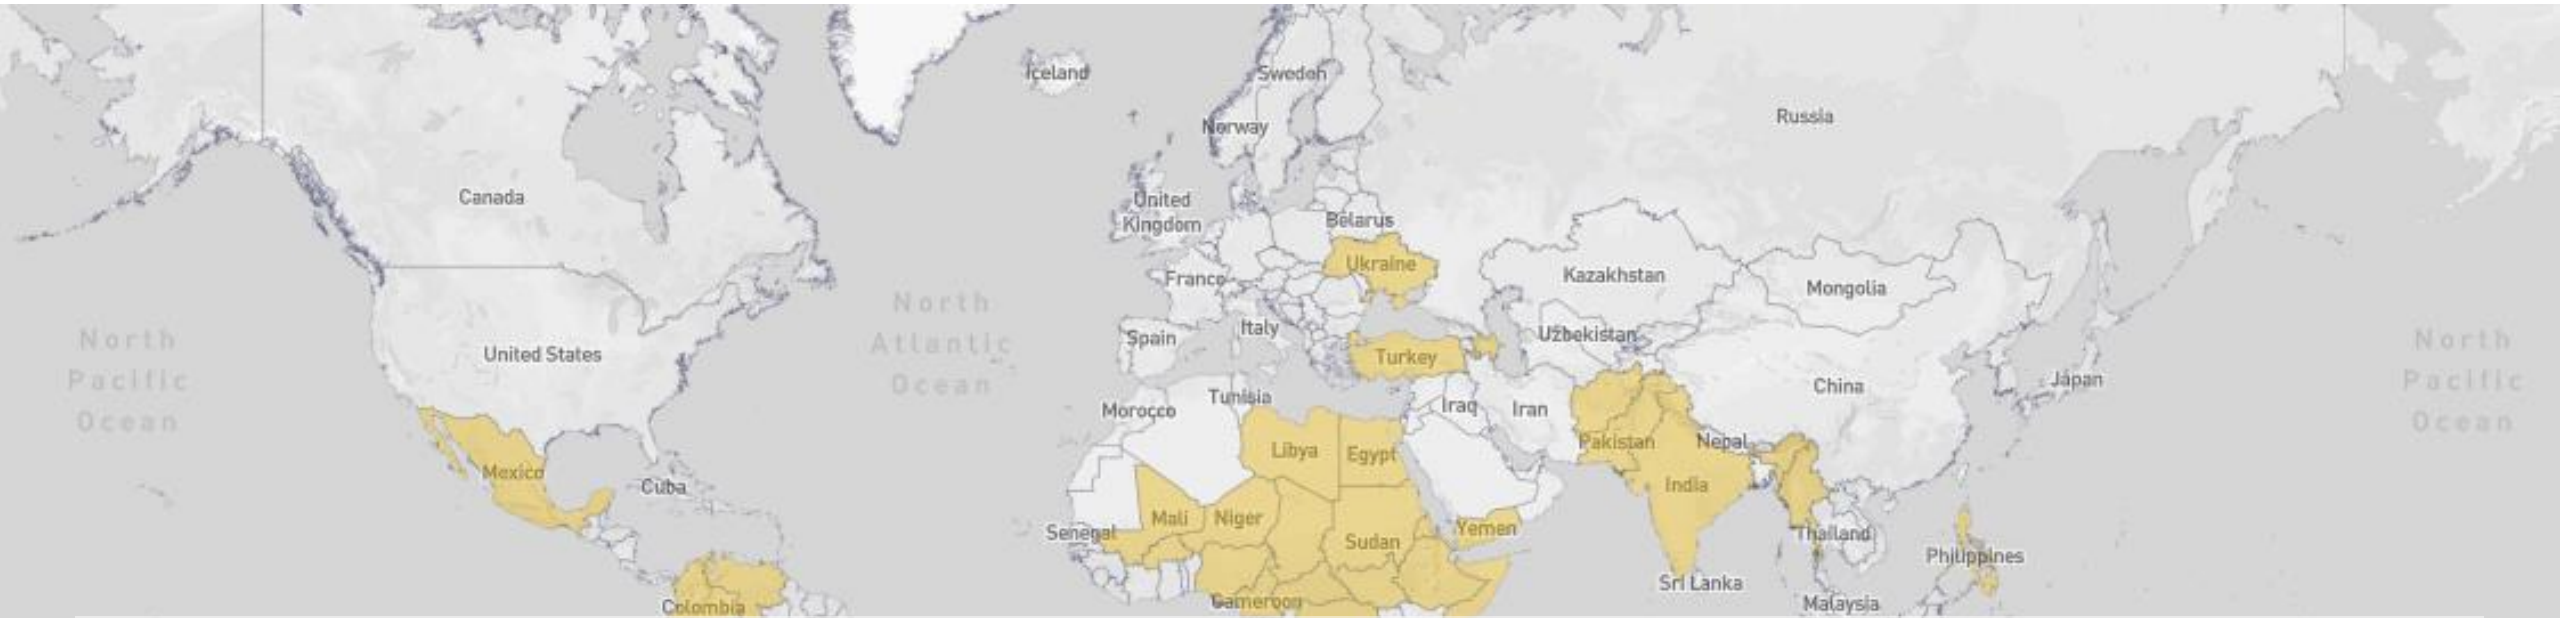 Iceland
Sweden
Russia
Norway
Canada
United
Kingdom
Belarus
Ukraine
France
Kazakhstan
Mongolia
North
Atlantic
Ocean
North
Pacific
Ocean
United States
Spain
Italy
Uzbekistan
Turkey
North
Pacific
Ocean
China
Japan
Morocco
Tunisia
Iraq
Iran
Libya
Egypt
Pakistan
Nepal
Mexico
Cuba
India
Senegal
Mali
Niger
Sudan
Yemen
Thailand
Philippines
Sri Lanka
Colombia
Cameroon
Malaysia